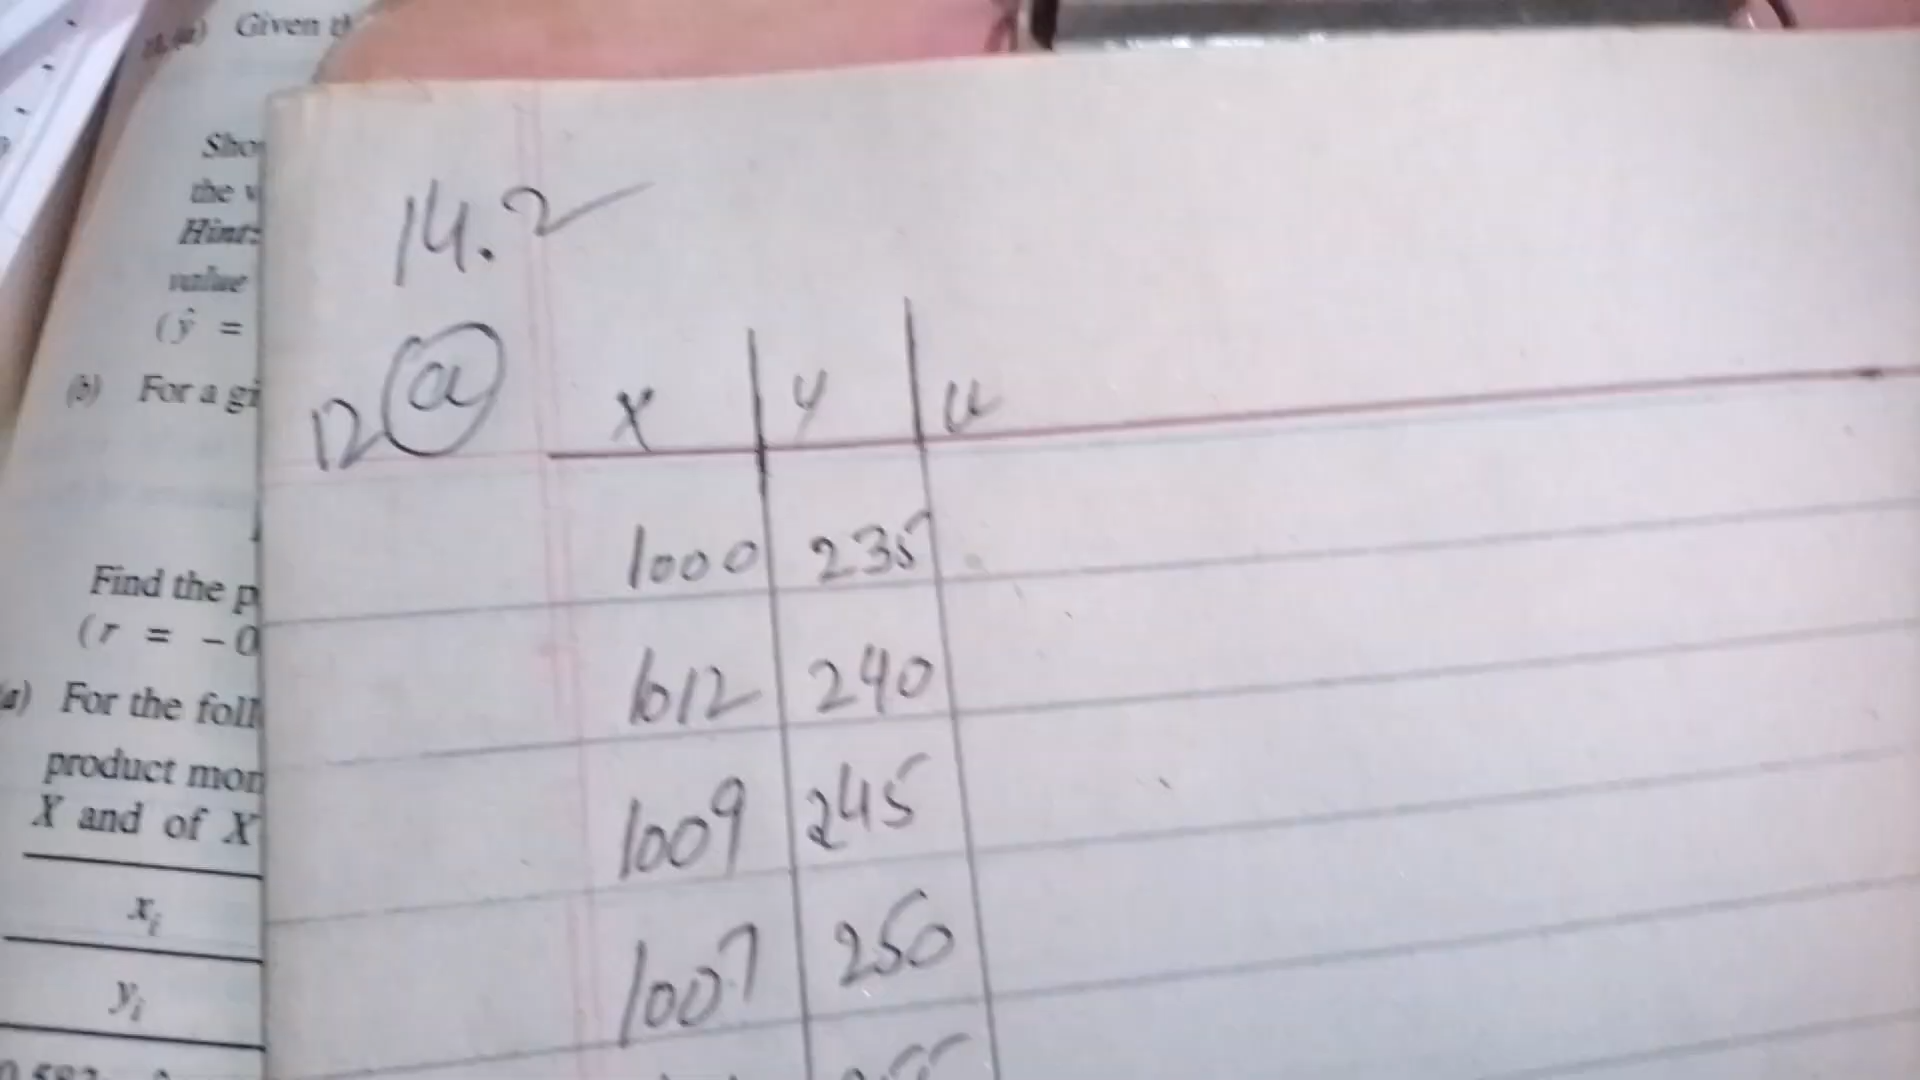 Given
Sho
the
Hint:
value
(ŷ =
(b) For a gi
Find the p
(r = -0
a) For the foll
product mor
X and of X
xi
yi
14.2
12 (a) x y u
1000 235
1012 240
1009 245
1007 250